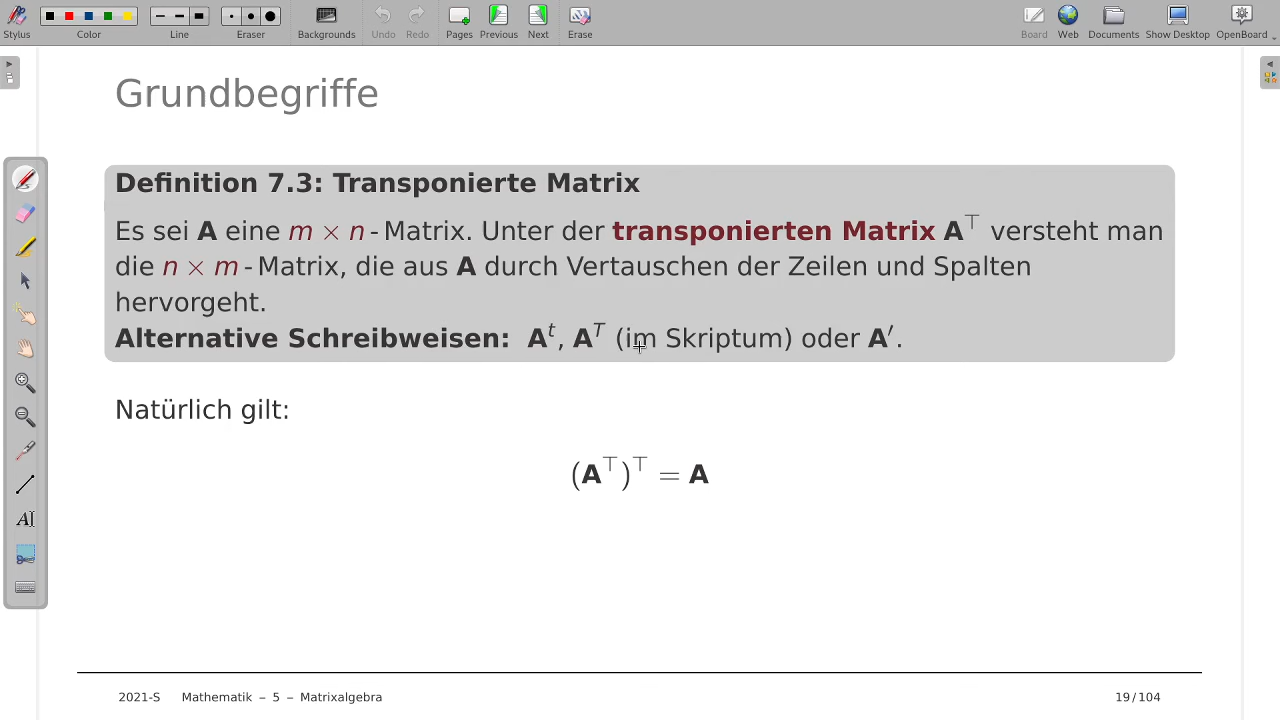 Stylus Color Line Eraser Backgrounds Undo Redo Pages Previous Next Erase Board Web Documents Show Desktop OpenBoard
Grundbegriffe
Definition 7.3: Transponierte Matrix
Es sei A eine m × n - Matrix. Unter der transponierten Matrix A⊤ versteht man
die n × m - Matrix, die aus A durch Vertauschen der Zeilen und Spalten
hervorgeht.
Alternative Schreibweisen: Aᵗ, Aᵀ (im Skriptum) oder A′.
Natürlich gilt:
(A⊤)⊤ = A
2021-S Mathematik – 5 – Matrixalgebra 19/104